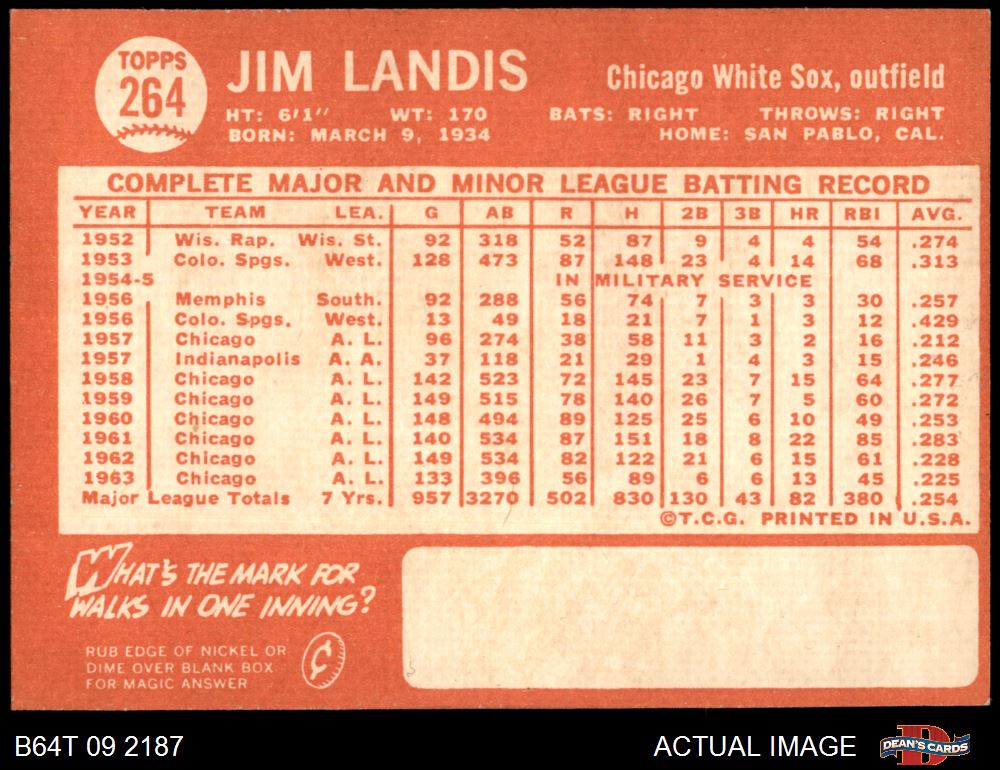 TOPPS
264
JIM LANDIS
Chicago White Sox, outfield
HT: 6'1" WT: 170 BATS: RIGHT THROWS: RIGHT
BORN: MARCH 9, 1934 HOME: SAN PABLO, CAL.
COMPLETE MAJOR AND MINOR LEAGUE BATTING RECORD
YEAR TEAM LEA. G AB R H 2B 3B HR RBI AVG.
1952 Wis. Rap. Wis. St. 92 318 52 87 9 4 4 54 .274
1953 Colo. Spgs. West. 128 473 87 148 23 4 14 68 .313
1954-5 IN MILITARY SERVICE
1956 Memphis South. 92 288 56 74 7 3 3 30 .257
1956 Colo. Spgs. West. 13 49 18 21 7 1 3 12 .429
1957 Chicago A. L. 96 274 38 58 11 3 2 16 .212
1957 Indianapolis A. A. 37 118 21 29 1 4 3 15 .246
1958 Chicago A. L. 142 523 72 145 23 7 15 64 .277
1959 Chicago A. L. 149 515 78 140 26 7 5 60 .272
1960 Chicago A. L. 148 494 89 125 25 6 10 49 .253
1961 Chicago A. L. 140 534 87 151 18 8 22 85 .283
1962 Chicago A. L. 149 534 82 122 21 6 15 61 .228
1963 Chicago A. L. 133 396 56 89 6 6 13 45 .225
Major League Totals 7 Yrs. 957 3270 502 830 130 43 82 380 .254
©T.C.G. PRINTED IN U.S.A.
WHAT'S THE MARK FOR
WALKS IN ONE INNING?
RUB EDGE OF NICKEL OR
DIME OVER BLANK BOX
FOR MAGIC ANSWER
¢
B64T 09 2187
ACTUAL IMAGE
D
DEAN'S CARDS